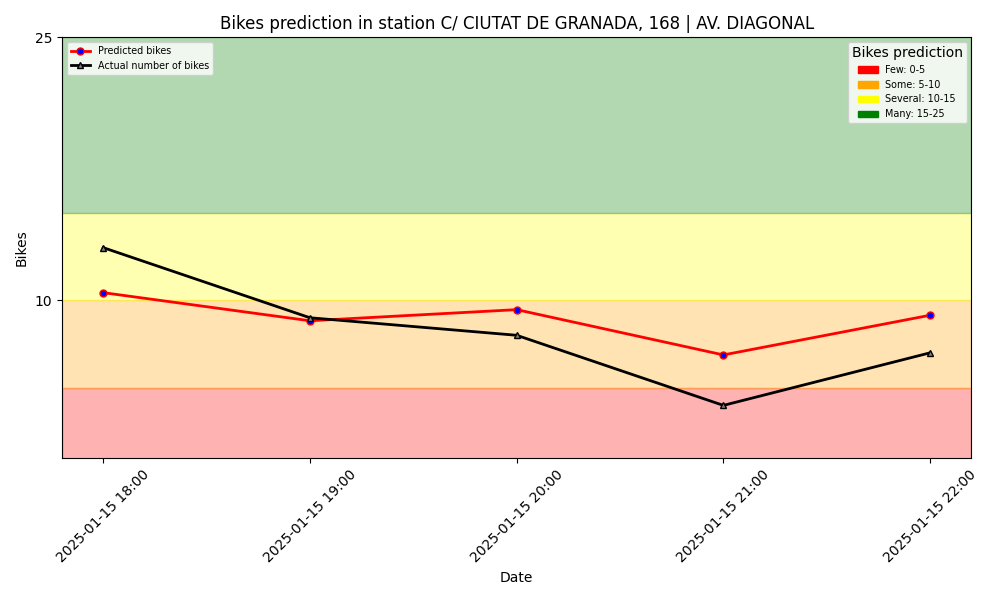 Bikes prediction in station C/ CIUTAT DE GRANADA, 168 | AV. DIAGONAL
25
10
Bikes
Predicted bikes
Actual number of bikes
Bikes prediction
Few: 0-5
Some: 5-10
Several: 10-15
Many: 15-25
2025-01-15 18:00
2025-01-15 19:00
2025-01-15 20:00
2025-01-15 21:00
2025-01-15 22:00
Date